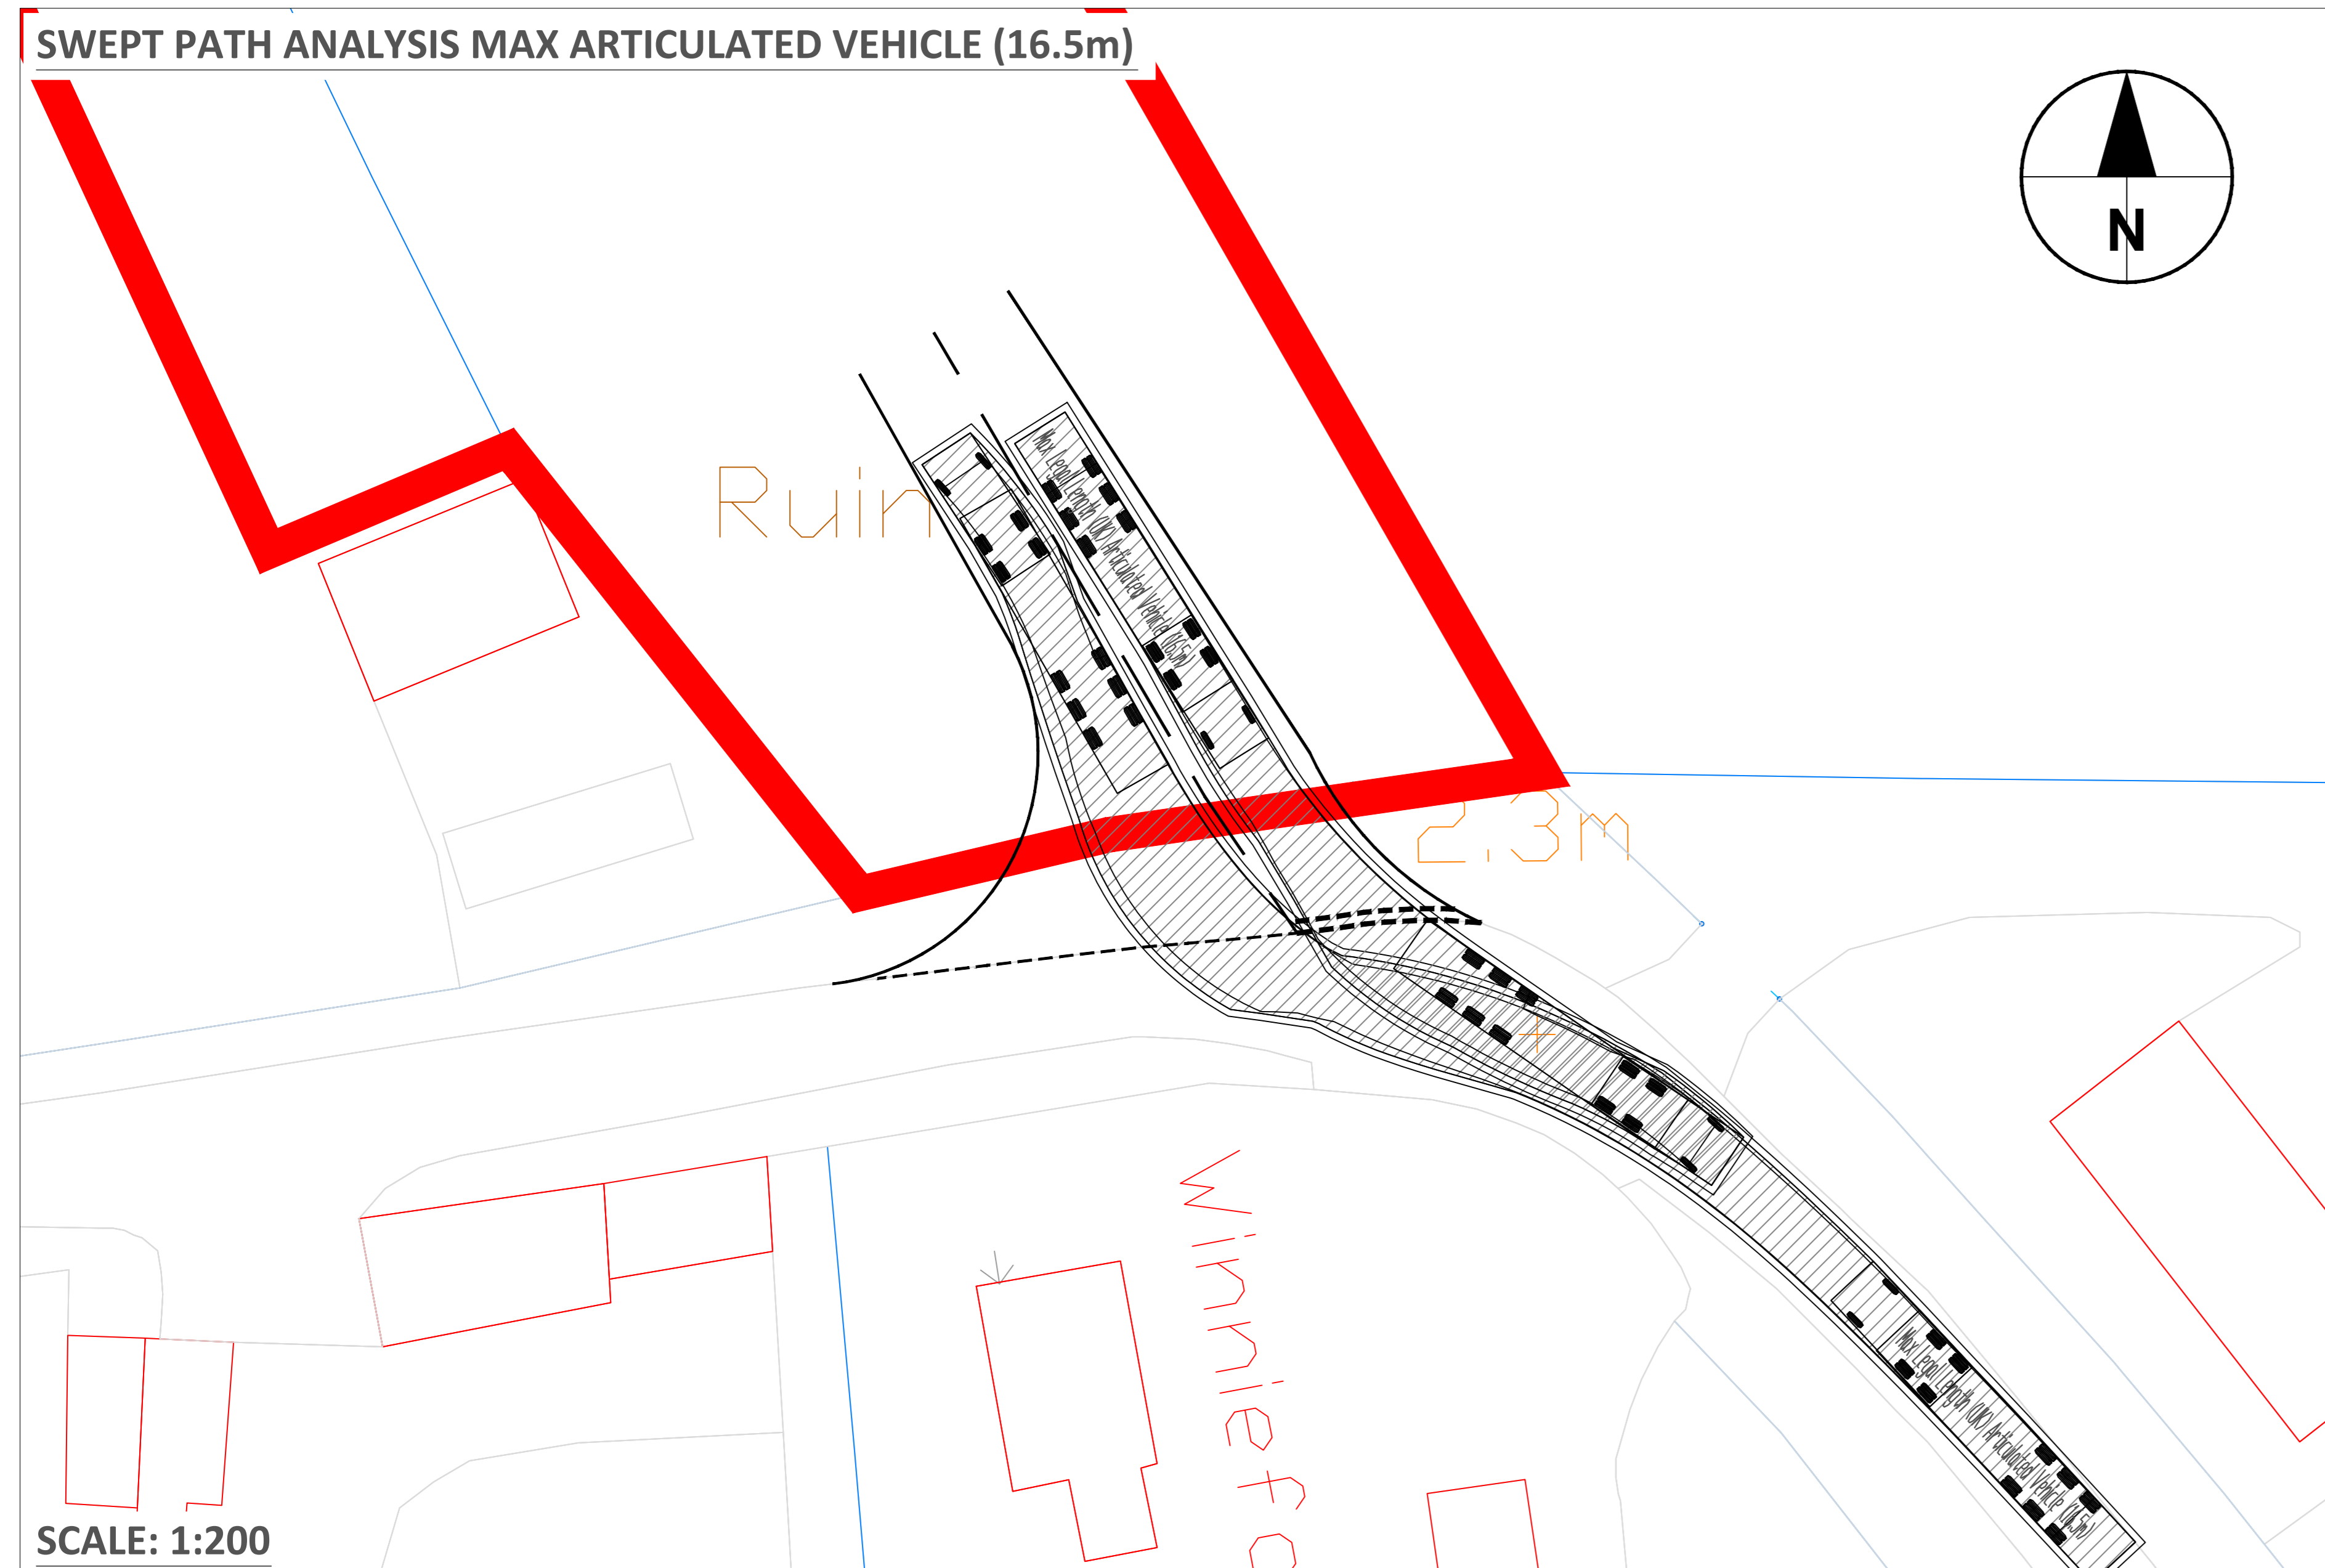 SWEPT PATH ANALYSIS MAX ARTICULATED VEHICLE (16.5m)
N
Ruin
Max Legal Length (UK) Articulated Vehicle (16.5m)
2.3m
Winniefo
Max Legal Length (UK) Articulated Vehicle (16.5m)
SCALE: 1:200